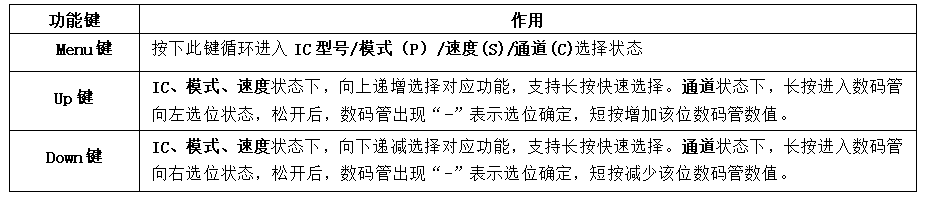 功能键 作用
Menu 键 按下此键循环进入 IC 型号/模式（P）/速度(S)/通道(C)选择状态
Up 键 IC、模式、速度状态下，向上递增选择对应功能，支持长按快速选择。通道状态下，长按进入数码管
向左选位状态，松开后，数码管出现“-”表示选位确定，短按增加该位数码管数值。
Down 键 IC、模式、速度状态下，向下递减选择对应功能，支持长按快速选择。通道状态下，长按进入数码管
向右选位状态，松开后，数码管出现“-”表示选位确定，短按减少该位数码管数值。